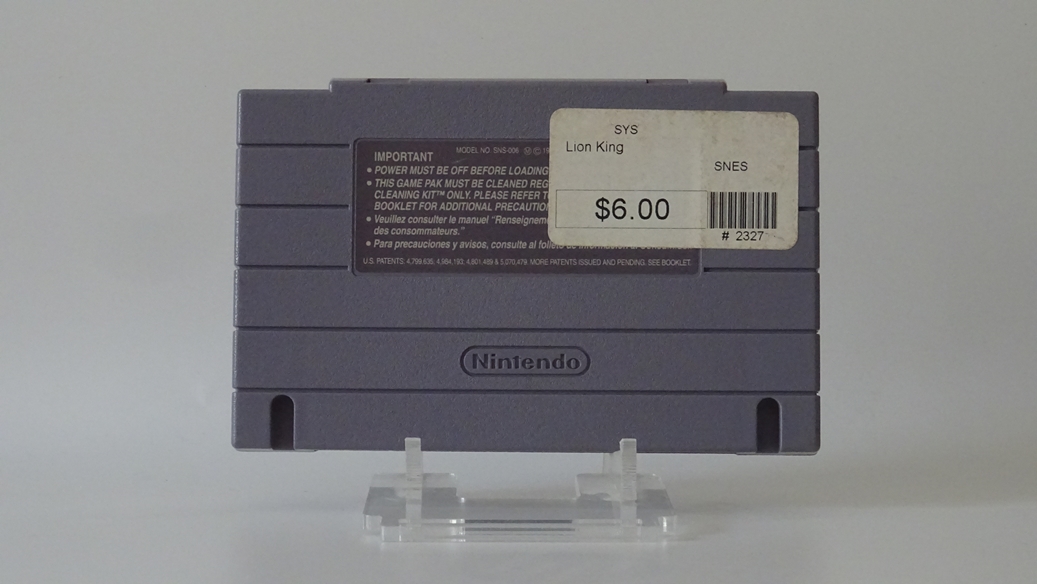 SYS
Lion King
SNES
$6.00
# 2327
MODEL NO. SNS-006 Ⓜ © 19
IMPORTANT
• POWER MUST BE OFF BEFORE LOADING
• THIS GAME PAK MUST BE CLEANED REG
CLEANING KIT™ ONLY. PLEASE REFER T
BOOKLET FOR ADDITIONAL PRECAUTIO
• Veuillez consulter le manuel "Renseigneme
des consommateurs."
• Para precauciones y avisos, consulte al folleto de
U.S. PATENTS: 4,799,635; 4,984,193; 4,801,489 & 5,070,479. MORE PATENTS ISSUED AND PENDING. SEE BOOKLET.
Nintendo